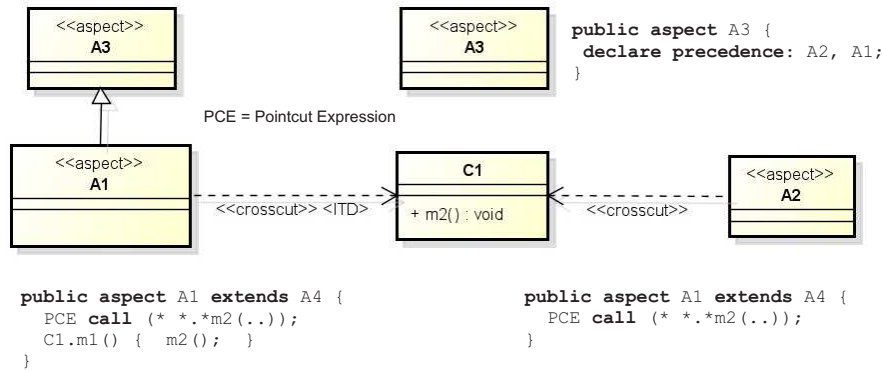 <<aspect>>
A3
<<aspect>>
A3
public aspect A3 {
declare precedence: A2, A1;
}
PCE = Pointcut Expression
<<aspect>>
A1
<<crosscut>> <ITD>
C1
+ m2() : void
<<crosscut>>
<<aspect>>
A2
public aspect A1 extends A4 {
PCE call (* *.*m2(..));
C1.m1() { m2(); }
}
public aspect A1 extends A4 {
PCE call (* *.*m2(..));
}